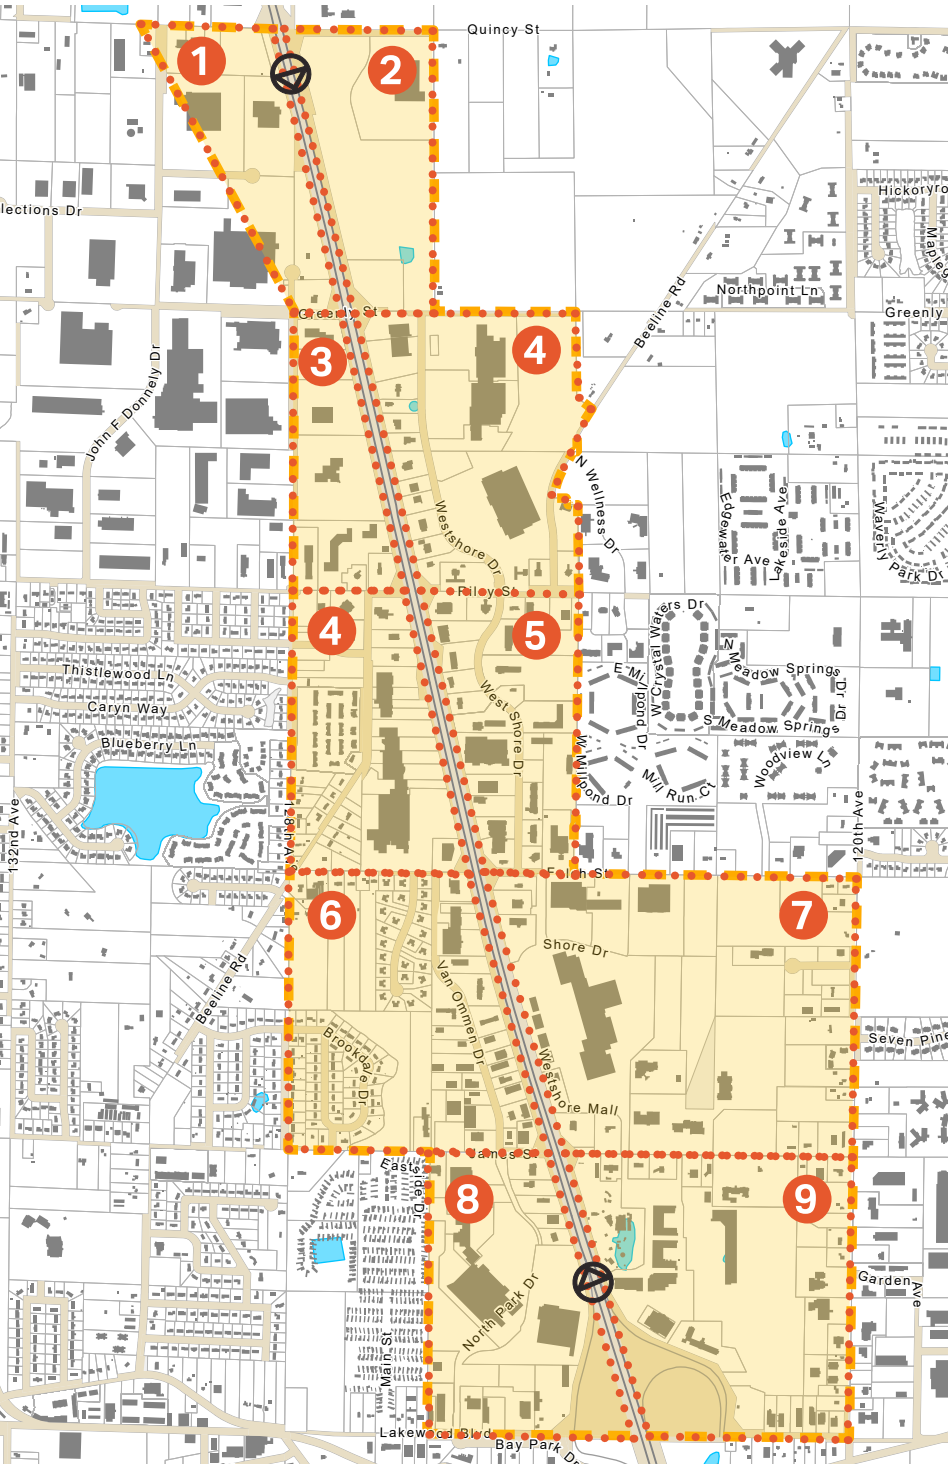 Quincy St
1
2
Hickoryro
lections Dr
Maple
Northpoint Ln
Beeline Rd
Greenly St
Greenly
3
4
John F Donnely Dr
N Wellness Dr
Westshore Dr
Edgewater Ave
Lakeside Ave
Waverly
Park Dr
Riley St
4
5
W Crystal Waters Dr
Thistlewood Ln
E Millpond Dr
N Meadow Springs Dr
Caryn Way
West Shore Dr
S Meadow Springs Dr
Blueberry Ln
W Millpond Dr
Mill Run Ct
Woodview Ln
132nd Ave
128th Ave
120th Ave
Felch St
6
7
Shore Dr
Beeline Rd
Van Ommen Dr
Brookdale Dr
Seven Pine
Westshore Mall
James St
Eastside Dr
8
9
Garden Ave
North Park Dr
Main St
Lakewood Blvd
Bay Park Dr